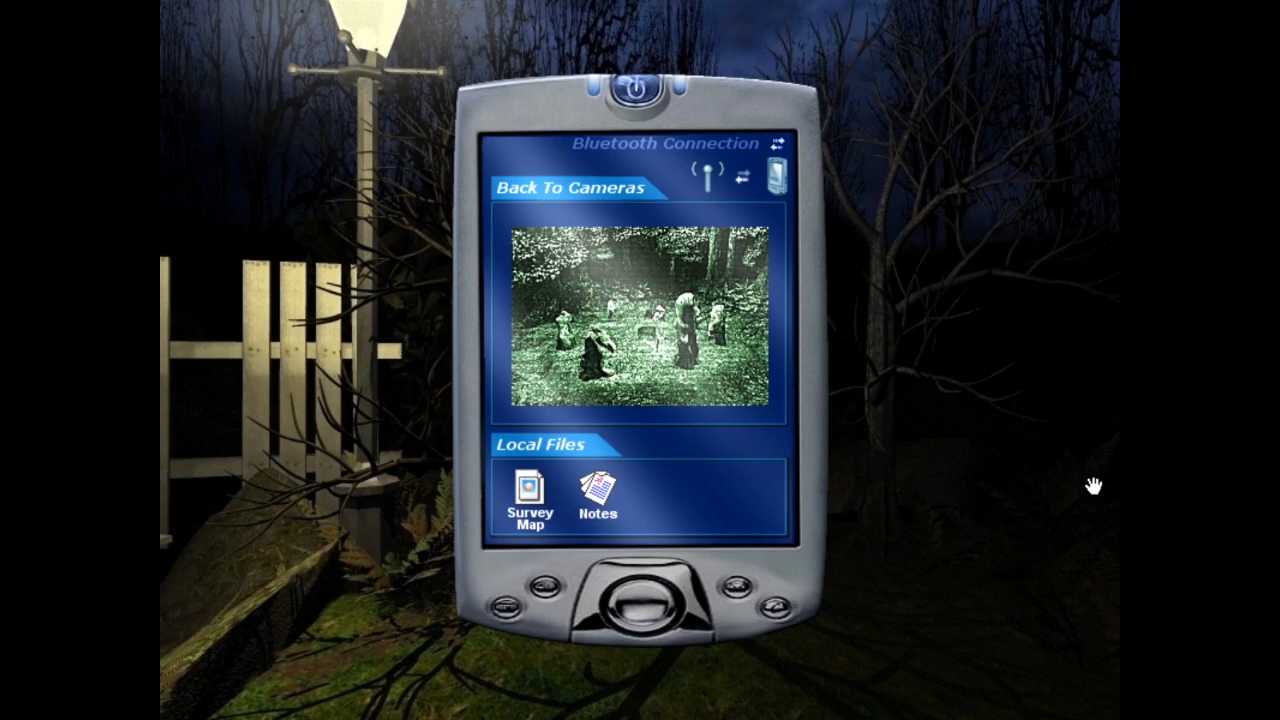 Bluetooth Connection
Back To Cameras
Local Files
Survey
Map
Notes